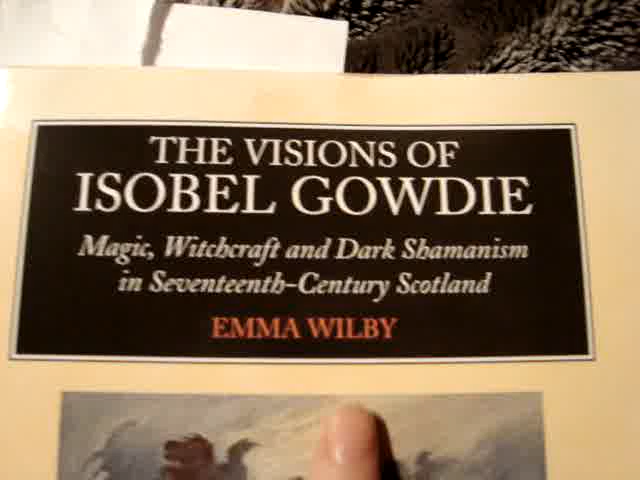 THE VISIONS OF
ISOBEL GOWDIE
Magic, Witchcraft and Dark Shamanism
in Seventeenth-Century Scotland
EMMA WILBY